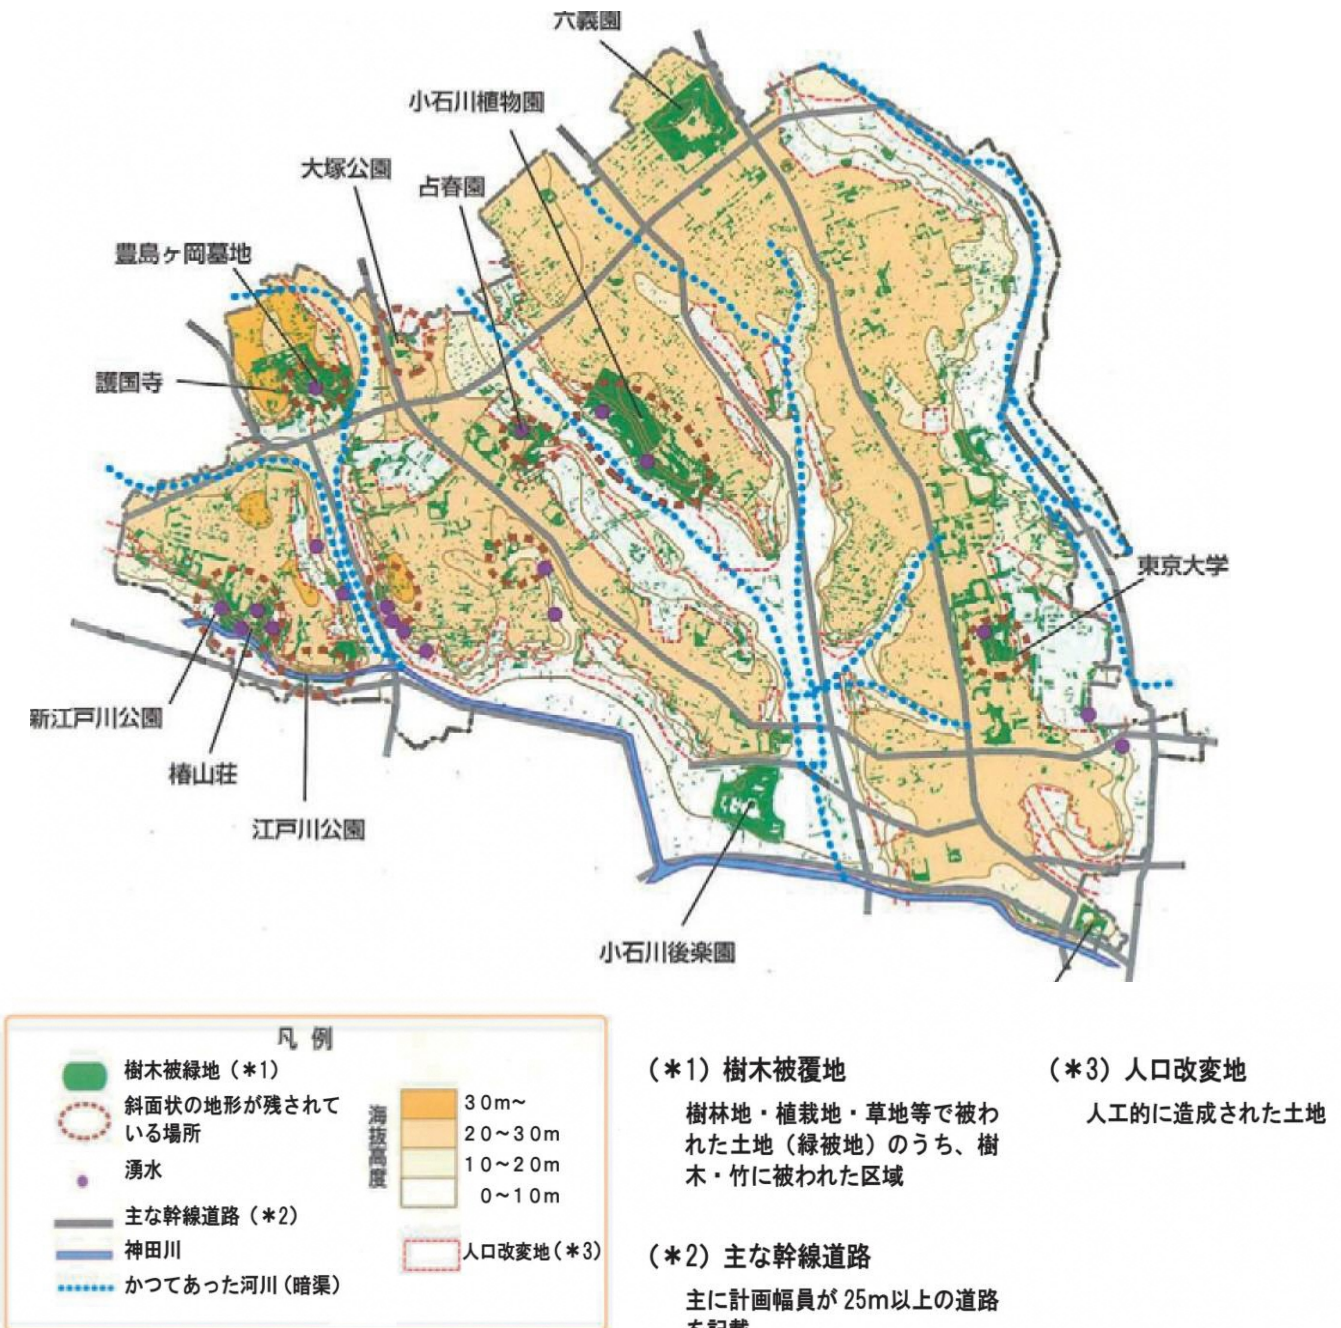 六義園
小石川植物園
大塚公園
占春園
豊島ヶ岡墓地
護国寺
東京大学
新江戸川公園
椿山荘
江戸川公園
小石川後楽園
凡 例
樹木被緑地（*1）
斜面状の地形が残されて
いる場所
湧水
主な幹線道路（*2）
神田川
かつてあった河川（暗渠）
海抜高度
30m~
20~30m
10~20m
0~10m
人口改変地（*3）
（*1）樹木被覆地
樹林地・植栽地・草地等で被わ
れた土地（緑被地）のうち、樹
木・竹に被われた区域
（*2）主な幹線道路
主に計画幅員が25m以上の道路
を記載
（*3）人口改変地
人工的に造成された土地